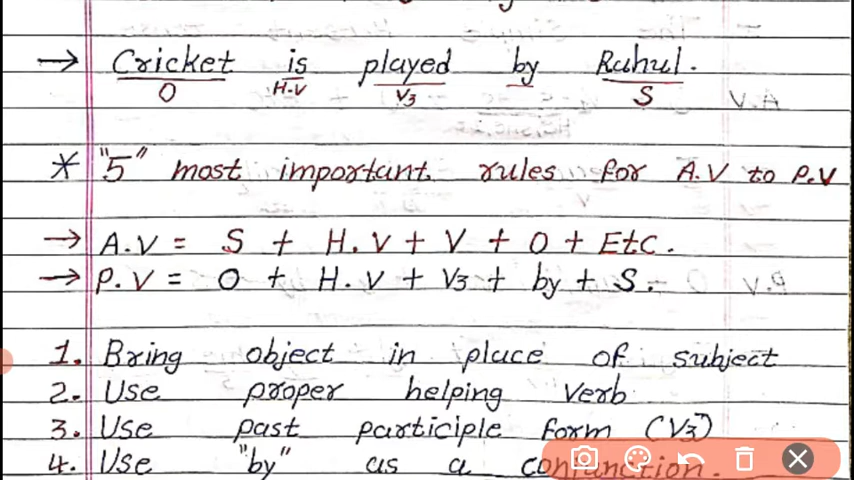 → Cricket is played by Rahul.
O H.V V3 S
* "5" most important rules for A.V to P.V
→ A.V = S + H.V + V + O + Etc.
→ P.V = O + H.V + V3 + by + S.
1. Bring object in place of subject
2. Use proper helping verb
3. Use past participle form (V3)
4. Use "by" as a conjunction.